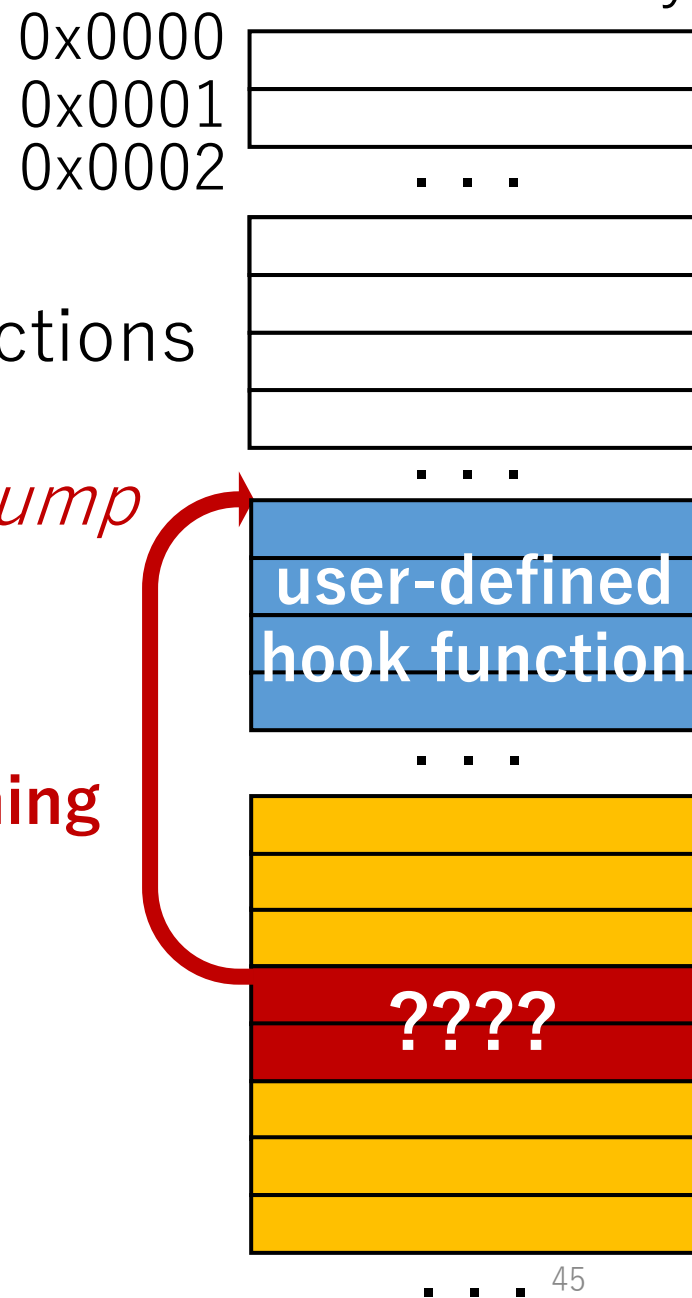 y
0x0000
0x0001
0x0002
. . .
ctions
. . .
ump
user-defined
hook function
. . .
ning
????
. . .
45